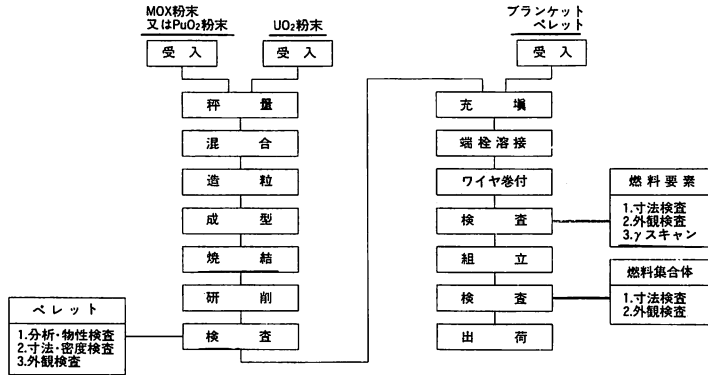 MOX粉末
又はPuO₂粉末
受入
UO₂粉末
受入
秤量
混合
造粒
成型
焼結
研削
検査
ペレット
1.分析・物性検査
2.寸法・密度検査
3.外観検査
ブランケット
ペレット
受入
充塡
端栓溶接
ワイヤ巻付
検査
組立
検査
出荷
燃料要素
1.寸法検査
2.外観検査
3.γスキャン
燃料集合体
1.寸法検査
2.外観検査